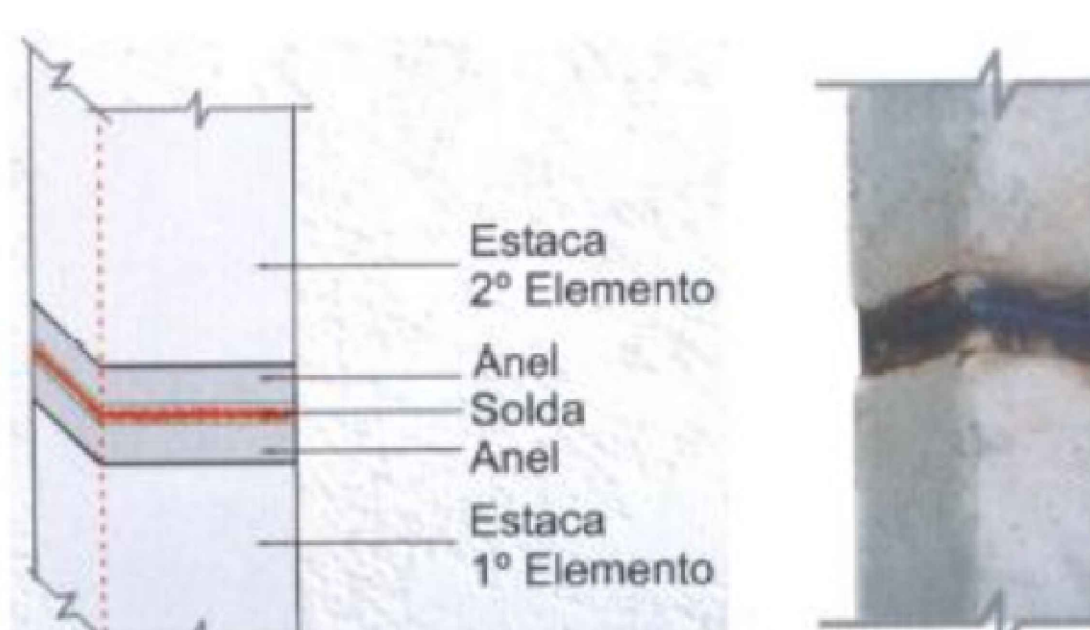 Estaca
2º Elemento
Anel
Solda
Anel
Estaca
1º Elemento